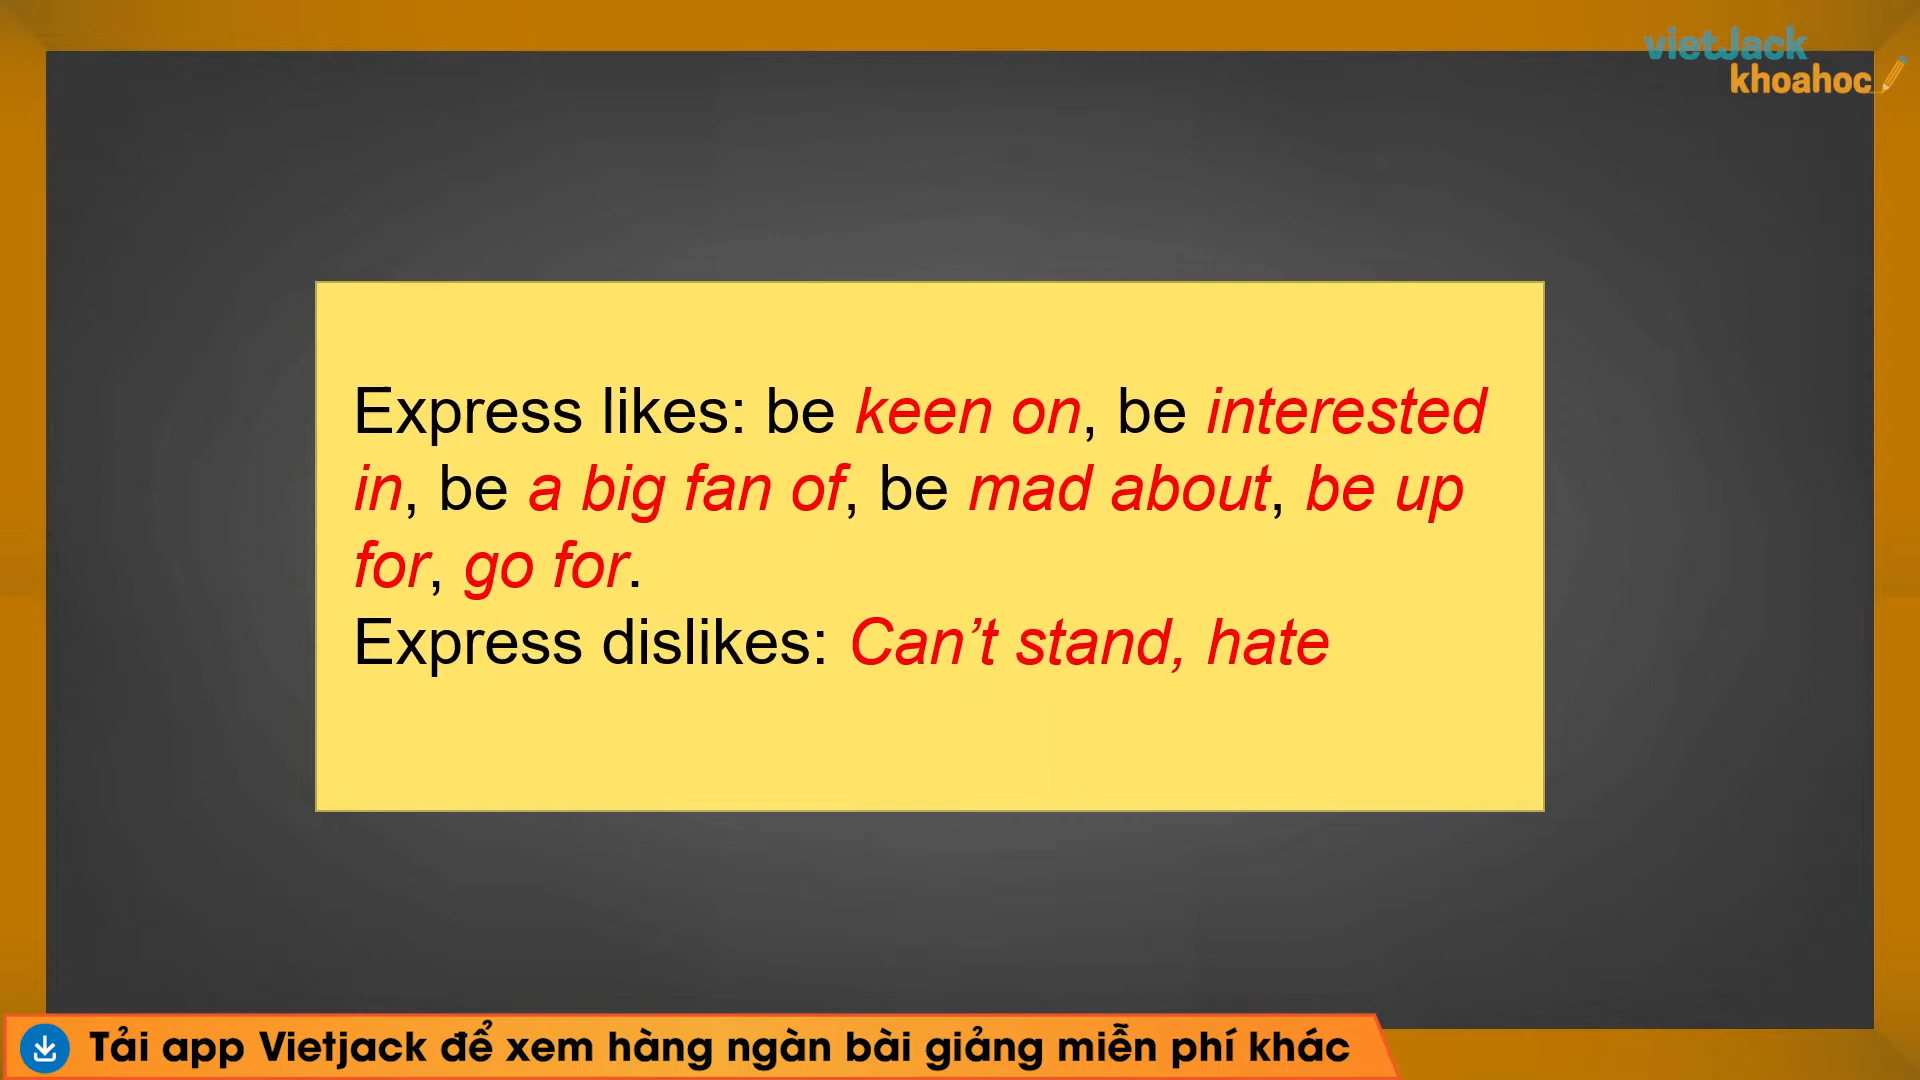 vietJack
khoahoc
Express likes: be keen on, be interested
in, be a big fan of, be mad about, be up
for, go for.
Express dislikes: Can’t stand, hate
Tải app Vietjack để xem hàng ngàn bài giảng miễn phí khác